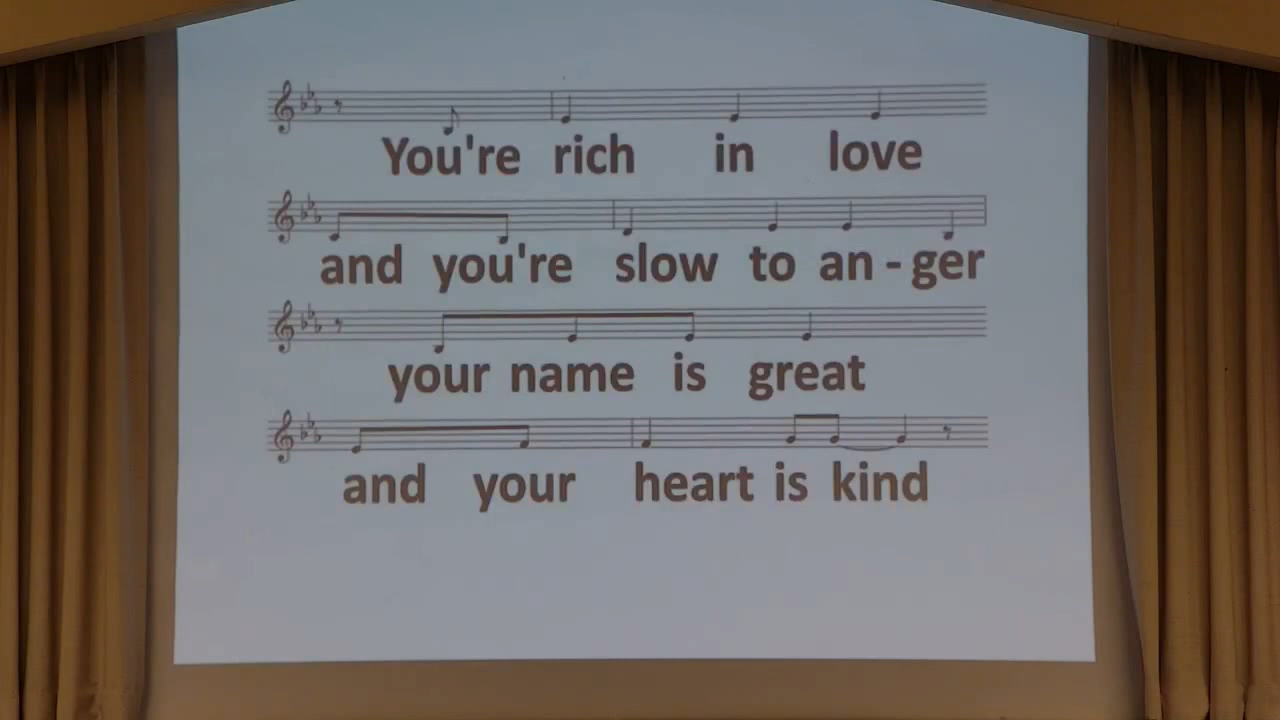 You're rich in love
and you're slow to an-ger
your name is great
and your heart is kind